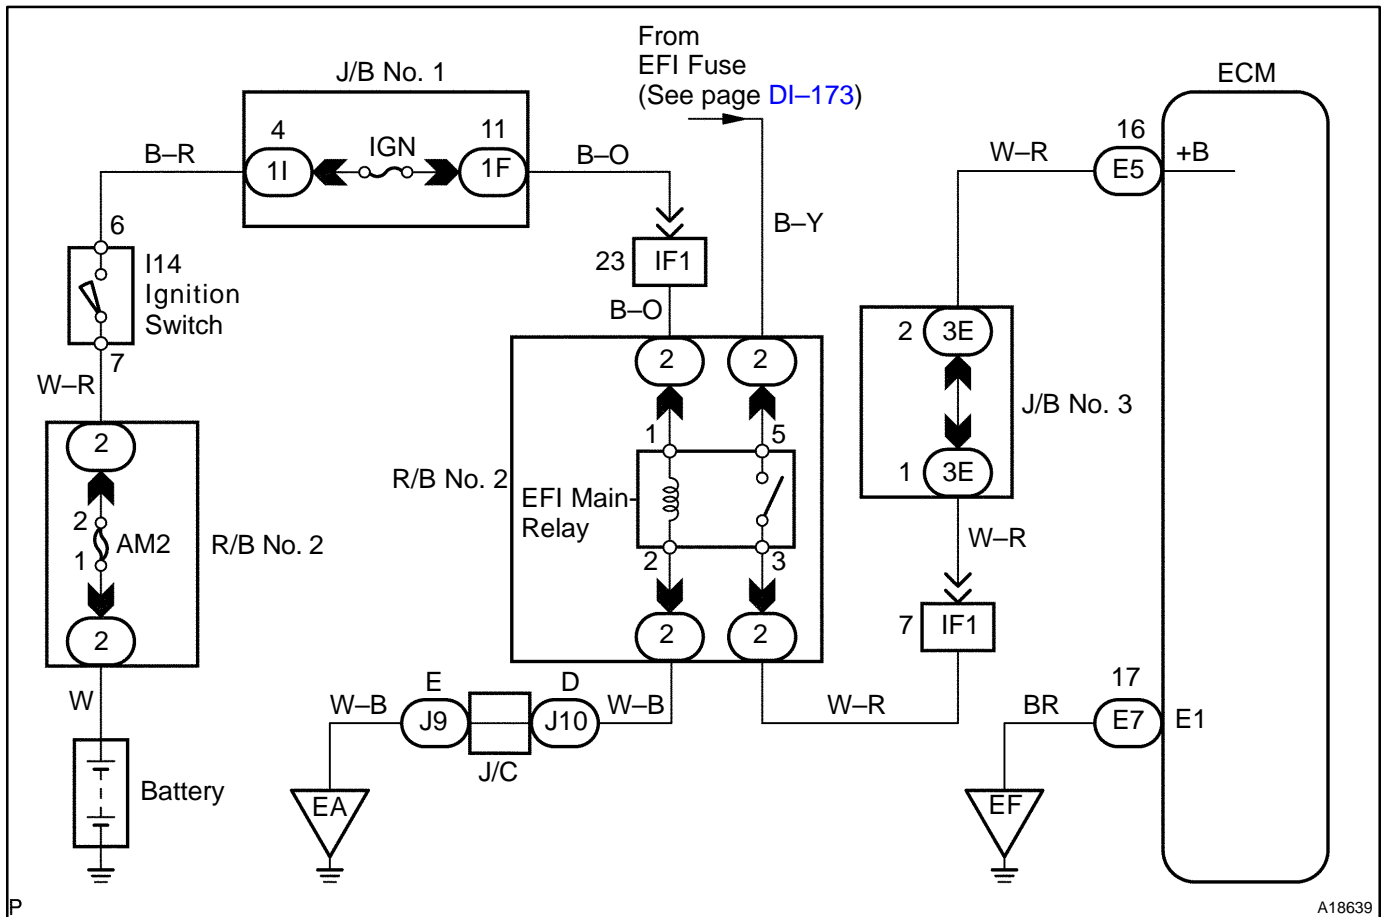 From
EFI Fuse
(See page DI–173)
J/B No. 1
ECM
4
11
IGN
1I
1F
B–R
B–O
W–R
16
E5
+B
6
I14
Ignition
Switch
7
23
IF1
B–Y
B–O
W–R
2
2
2
3E
J/B No. 3
1
3E
2
2
1
AM2
2
R/B No. 2
R/B No. 2
1
5
EFI Main
Relay
2
3
2
2
W–R
7
IF1
W
Battery
W–B
E
J9
D
J10
J/C
W–B
W–R
BR
17
E7
E1
EA
EF
P
A18639